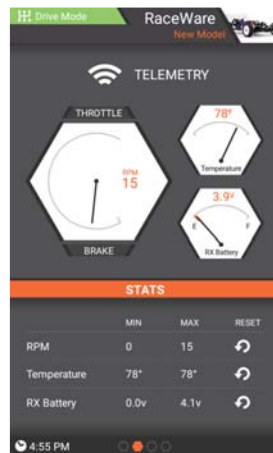 Drive Mode
RaceWare
New Model
TELEMETRY
THROTTLE
RPM
15
BRAKE
78°
Temperature
3.9v
E F
RX Battery
STATS
MIN MAX RESET
RPM 0 15
Temperature 78° 78°
RX Battery 0.0v 4.1v
4:55 PM